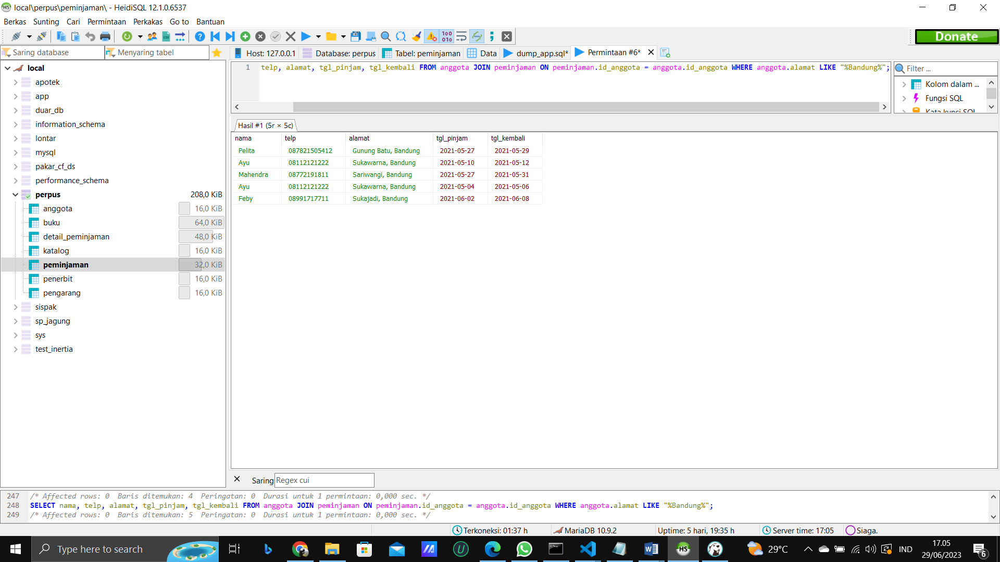 local\perpus\peminjaman\ - HeidiSQL 12.1.0.6537
Berkas Sunting Cari Permintaan Perkakas Go to Bantuan
Donate
Saring database Menyaring tabel
Host: 127.0.0.1 Database: perpus Tabel: peminjaman Data dump_app.sql* Permintaan #6*
1 telp, alamat, tgl_pinjam, tgl_kembali FROM anggota JOIN peminjaman ON peminjaman.id_anggota = anggota.id_anggota WHERE anggota.alamat LIKE "%Bandung%";
Filter ...
Kolom dalam ...
Fungsi SQL
Kata kunci SQL
local
apotek
app
duar_db
information_schema
lontar
mysql
pakar_cf_ds
performance_schema
perpus 208,0 KiB
anggota 16,0 KiB
buku 64,0 KiB
detail_peminjaman 48,0 KiB
katalog 16,0 KiB
peminjaman 32,0 KiB
penerbit 16,0 KiB
pengarang 16,0 KiB
sispak
sp_jagung
sys
test_inertia
Hasil #1 (5r × 5c)
nama telp alamat tgl_pinjam tgl_kembali
Pelita 087821505412 Gunung Batu, Bandung 2021-05-27 2021-05-29
Ayu 08112121222 Sukawarna, Bandung 2021-05-10 2021-05-12
Mahendra 08772191811 Sariwangi, Bandung 2021-05-27 2021-05-31
Ayu 08112121222 Sukawarna, Bandung 2021-05-04 2021-05-06
Feby 08991717711 Sukajadi, Bandung 2021-06-02 2021-06-08
Saring Regex cui
247 /* Affected rows: 0 Baris ditemukan: 4 Peringatan: 0 Durasi untuk 1 permintaan: 0,000 sec. */
248 SELECT nama, telp, alamat, tgl_pinjam, tgl_kembali FROM anggota JOIN peminjaman ON peminjaman.id_anggota = anggota.id_anggota WHERE anggota.alamat LIKE "%Bandung%";
249 /* Affected rows: 0 Baris ditemukan: 5 Peringatan: 0 Durasi untuk 1 permintaan: 0,000 sec. */
Terkoneksi: 01:37 h MariaDB 10.9.2 Uptime: 5 hari, 19:35 h Server time: 17:05 Siaga.
Type here to search 29°C IND 17.05
29/06/2023
6